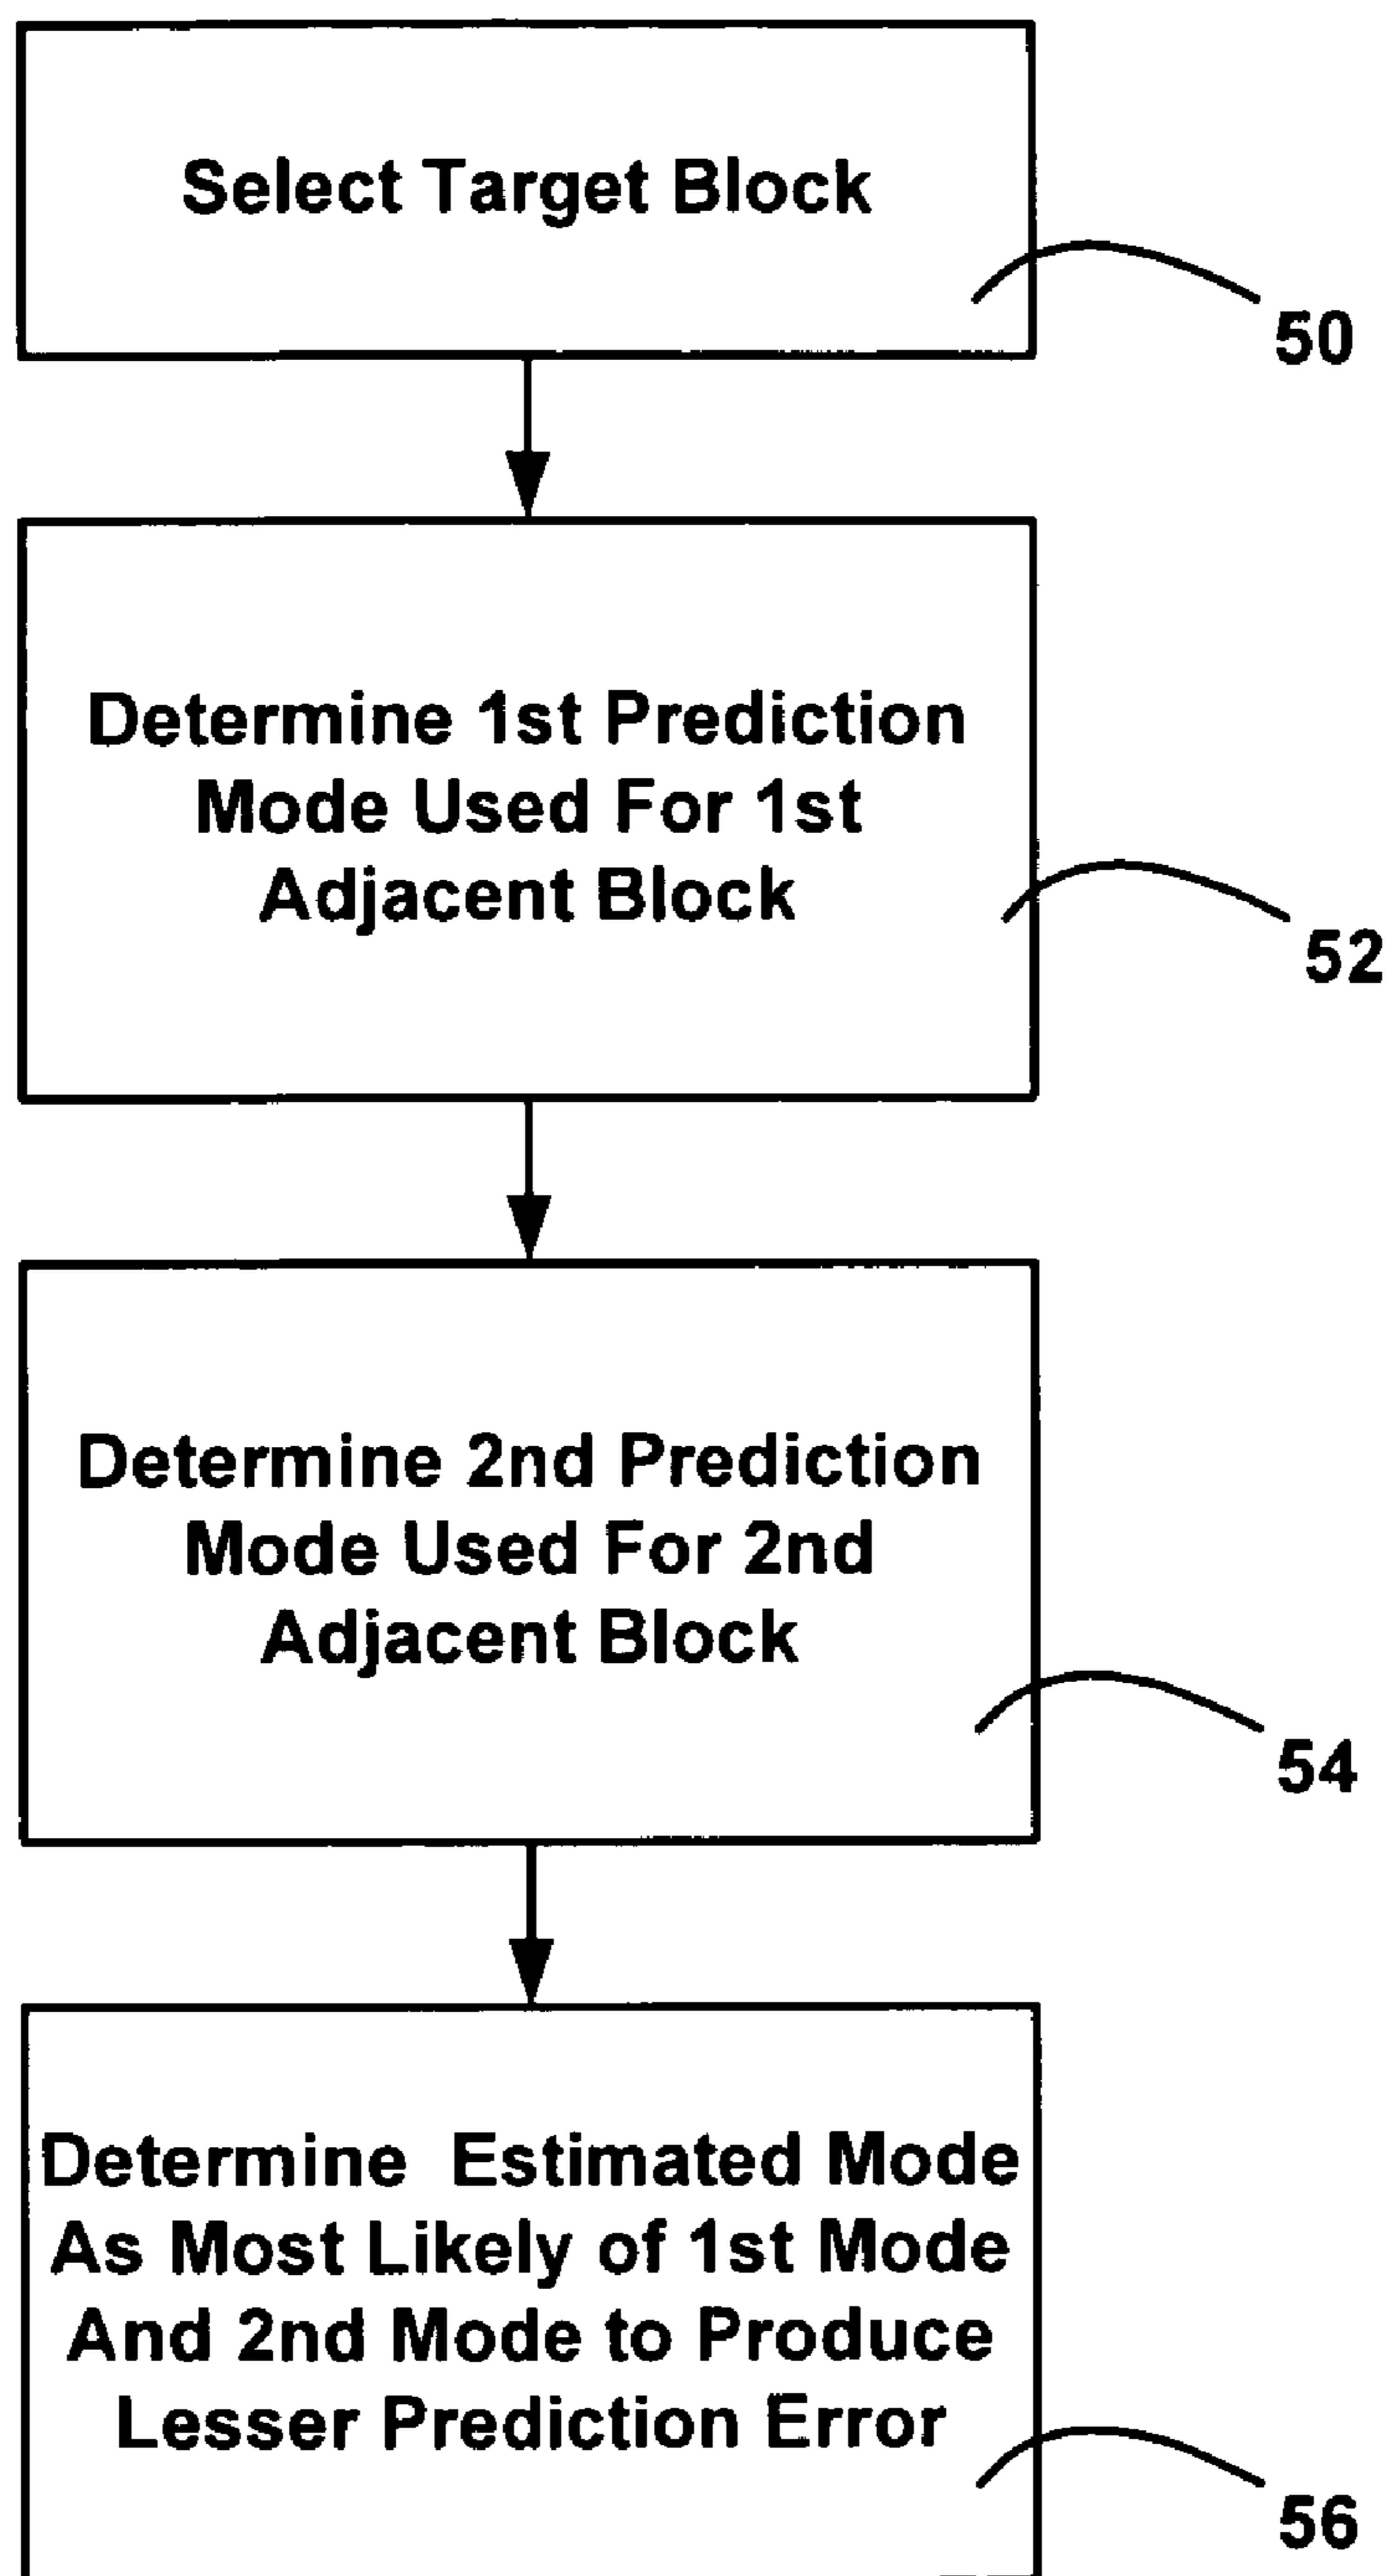 Select Target Block
50
Determine 1st Prediction
Mode Used For 1st
Adjacent Block
52
Determine 2nd Prediction
Mode Used For 2nd
Adjacent Block
54
Determine Estimated Mode
As Most Likely of 1st Mode
And 2nd Mode to Produce
Lesser Prediction Error
56